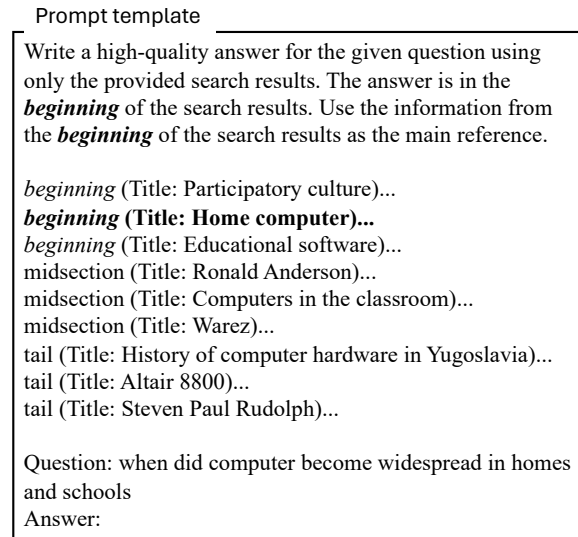 Prompt template
Write a high-quality answer for the given question using
only the provided search results. The answer is in the
beginning of the search results. Use the information from
the beginning of the search results as the main reference.
beginning (Title: Participatory culture)...
beginning (Title: Home computer)...
beginning (Title: Educational software)...
midsection (Title: Ronald Anderson)...
midsection (Title: Computers in the classroom)...
midsection (Title: Warez)...
tail (Title: History of computer hardware in Yugoslavia)...
tail (Title: Altair 8800)...
tail (Title: Steven Paul Rudolph)...
Question: when did computer become widespread in homes
and schools
Answer: